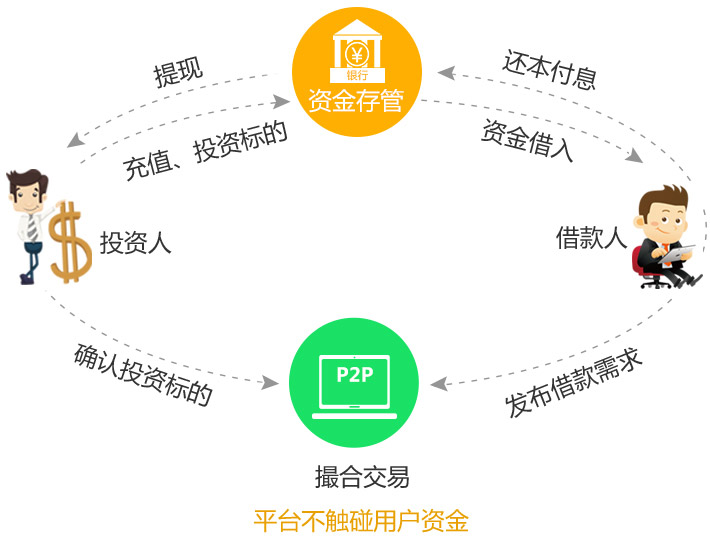 ¥
银行
资金存管
提现
充值、投资标的
还本付息
资金借入
$
投资人
借款人
确认投资标的
发布借款需求
P2P
撮合交易
平台不触碰用户资金